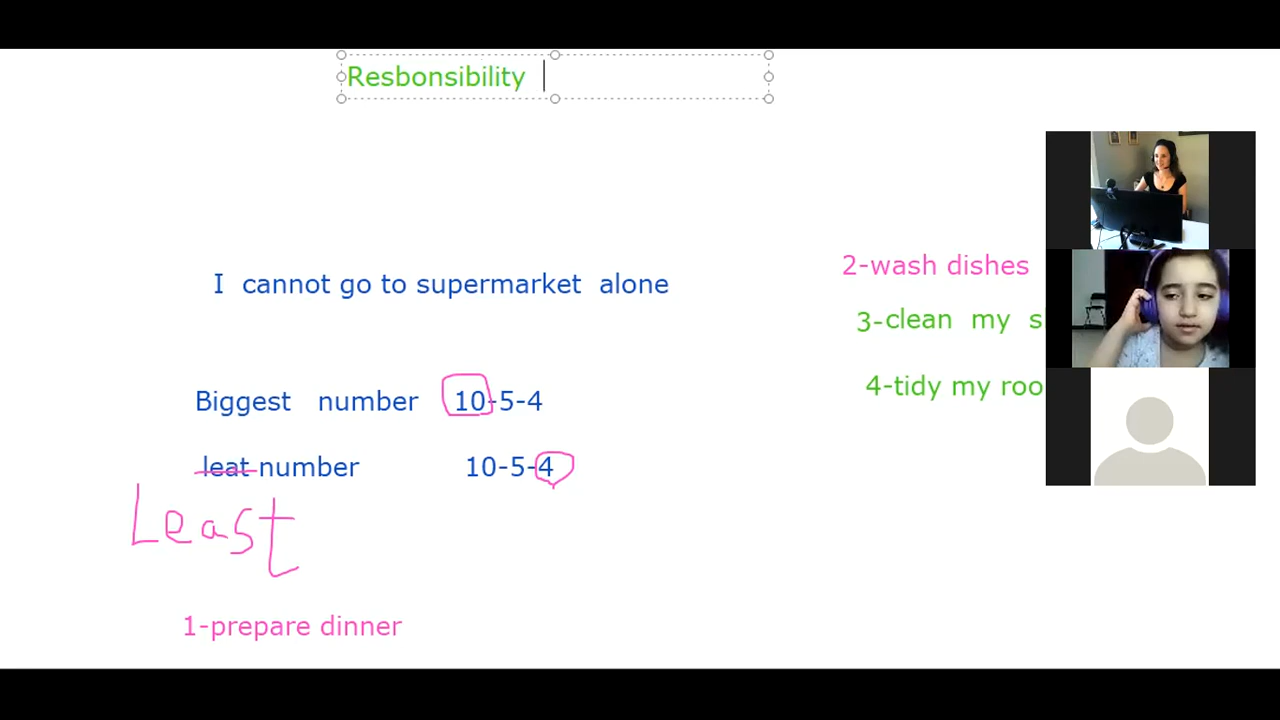 Resbonsibility
I cannot go to supermarket alone
2-wash dishes
3-clean my
4-tidy my
Biggest number 10-5-4
leat number 10-5-4
Least
1-prepare dinner